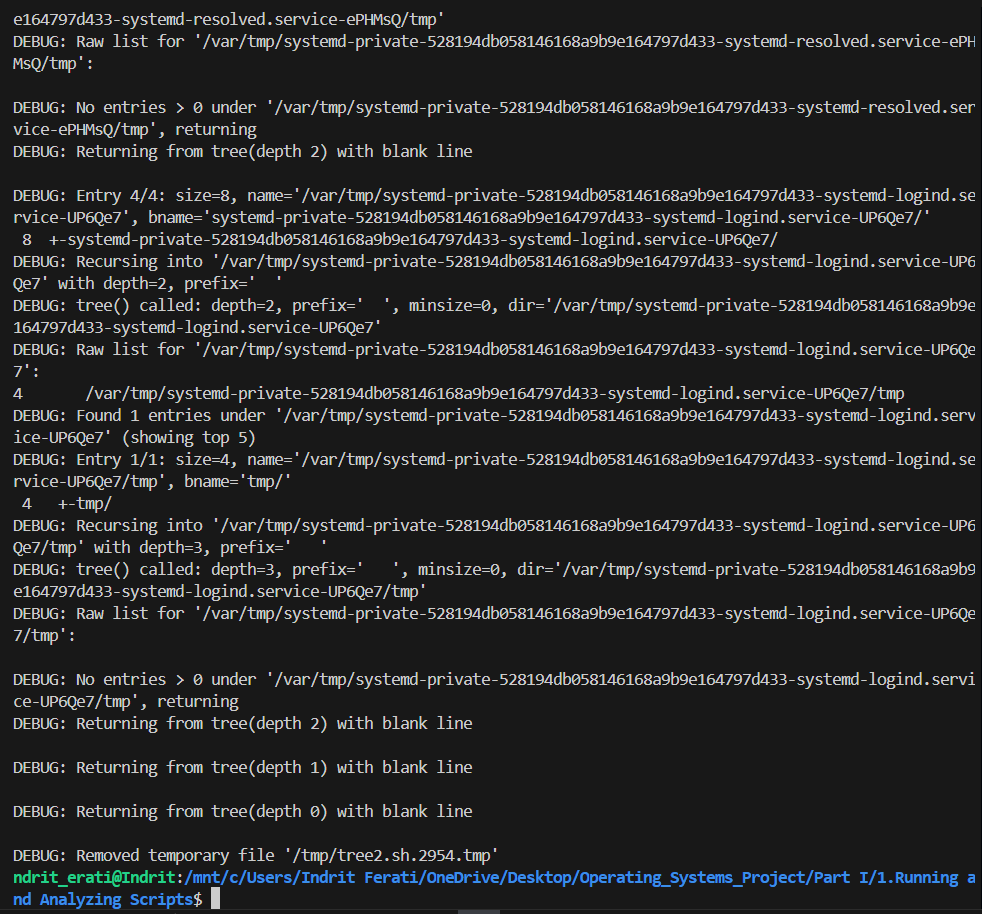 e164797d433-systemd-resolved.service-ePHMsQ/tmp'
DEBUG: Raw list for '/var/tmp/systemd-private-528194db058146168a9b9e164797d433-systemd-resolved.service-ePH
MsQ/tmp':
DEBUG: No entries > 0 under '/var/tmp/systemd-private-528194db058146168a9b9e164797d433-systemd-resolved.ser
vice-ePHMsQ/tmp', returning
DEBUG: Returning from tree(depth 2) with blank line
DEBUG: Entry 4/4: size=8, name='/var/tmp/systemd-private-528194db058146168a9b9e164797d433-systemd-logind.se
rvice-UP6Qe7', bname='systemd-private-528194db058146168a9b9e164797d433-systemd-logind.service-UP6Qe7/'
 8  +-systemd-private-528194db058146168a9b9e164797d433-systemd-logind.service-UP6Qe7/
DEBUG: Recursing into '/var/tmp/systemd-private-528194db058146168a9b9e164797d433-systemd-logind.service-UP6
Qe7' with depth=2, prefix='  '
DEBUG: tree() called: depth=2, prefix='  ', minsize=0, dir='/var/tmp/systemd-private-528194db058146168a9b9e
164797d433-systemd-logind.service-UP6Qe7'
DEBUG: Raw list for '/var/tmp/systemd-private-528194db058146168a9b9e164797d433-systemd-logind.service-UP6Qe
7':
4       /var/tmp/systemd-private-528194db058146168a9b9e164797d433-systemd-logind.service-UP6Qe7/tmp
DEBUG: Found 1 entries under '/var/tmp/systemd-private-528194db058146168a9b9e164797d433-systemd-logind.serv
ice-UP6Qe7' (showing top 5)
DEBUG: Entry 1/1: size=4, name='/var/tmp/systemd-private-528194db058146168a9b9e164797d433-systemd-logind.se
rvice-UP6Qe7/tmp', bname='tmp/'
 4   +-tmp/
DEBUG: Recursing into '/var/tmp/systemd-private-528194db058146168a9b9e164797d433-systemd-logind.service-UP6
Qe7/tmp' with depth=3, prefix='   '
DEBUG: tree() called: depth=3, prefix='   ', minsize=0, dir='/var/tmp/systemd-private-528194db058146168a9b9
e164797d433-systemd-logind.service-UP6Qe7/tmp'
DEBUG: Raw list for '/var/tmp/systemd-private-528194db058146168a9b9e164797d433-systemd-logind.service-UP6Qe
7/tmp':
DEBUG: No entries > 0 under '/var/tmp/systemd-private-528194db058146168a9b9e164797d433-systemd-logind.servi
ce-UP6Qe7/tmp', returning
DEBUG: Returning from tree(depth 2) with blank line
DEBUG: Returning from tree(depth 1) with blank line
DEBUG: Returning from tree(depth 0) with blank line
DEBUG: Removed temporary file '/tmp/tree2.sh.2954.tmp'
ndrit_erati@Indrit:/mnt/c/Users/Indrit Ferati/OneDrive/Desktop/Operating_Systems_Project/Part I/1.Running a
nd Analyzing Scripts$